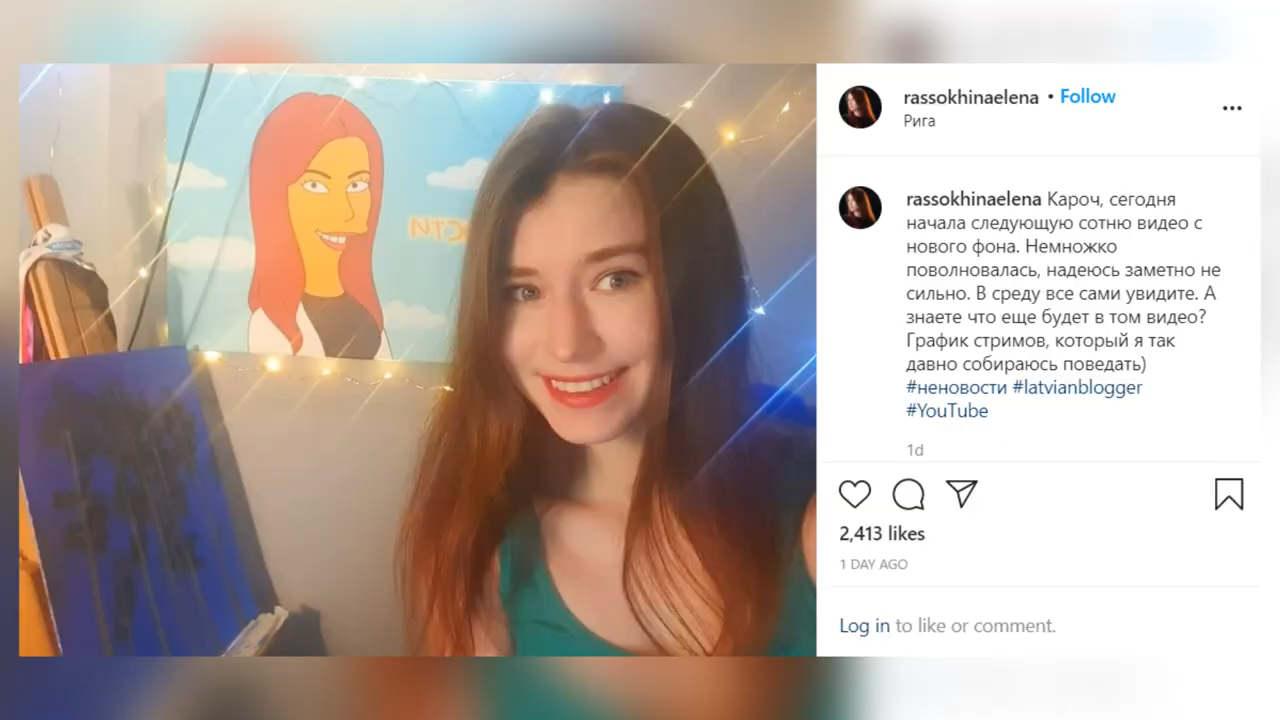 rassokhinaelena • Follow
Рига
rassokhinaelena Кароч, сегодня
начала следующую сотню видео с
нового фона. Немножко
поволновалась, надеюсь заметно не
сильно. В среду все сами увидите. А
знаете что еще будет в том видео?
График стримов, который я так
давно собираюсь поведать)
#неновости #latvianblogger
#YouTube
1d
2,413 likes
1 DAY AGO
Log in to like or comment.